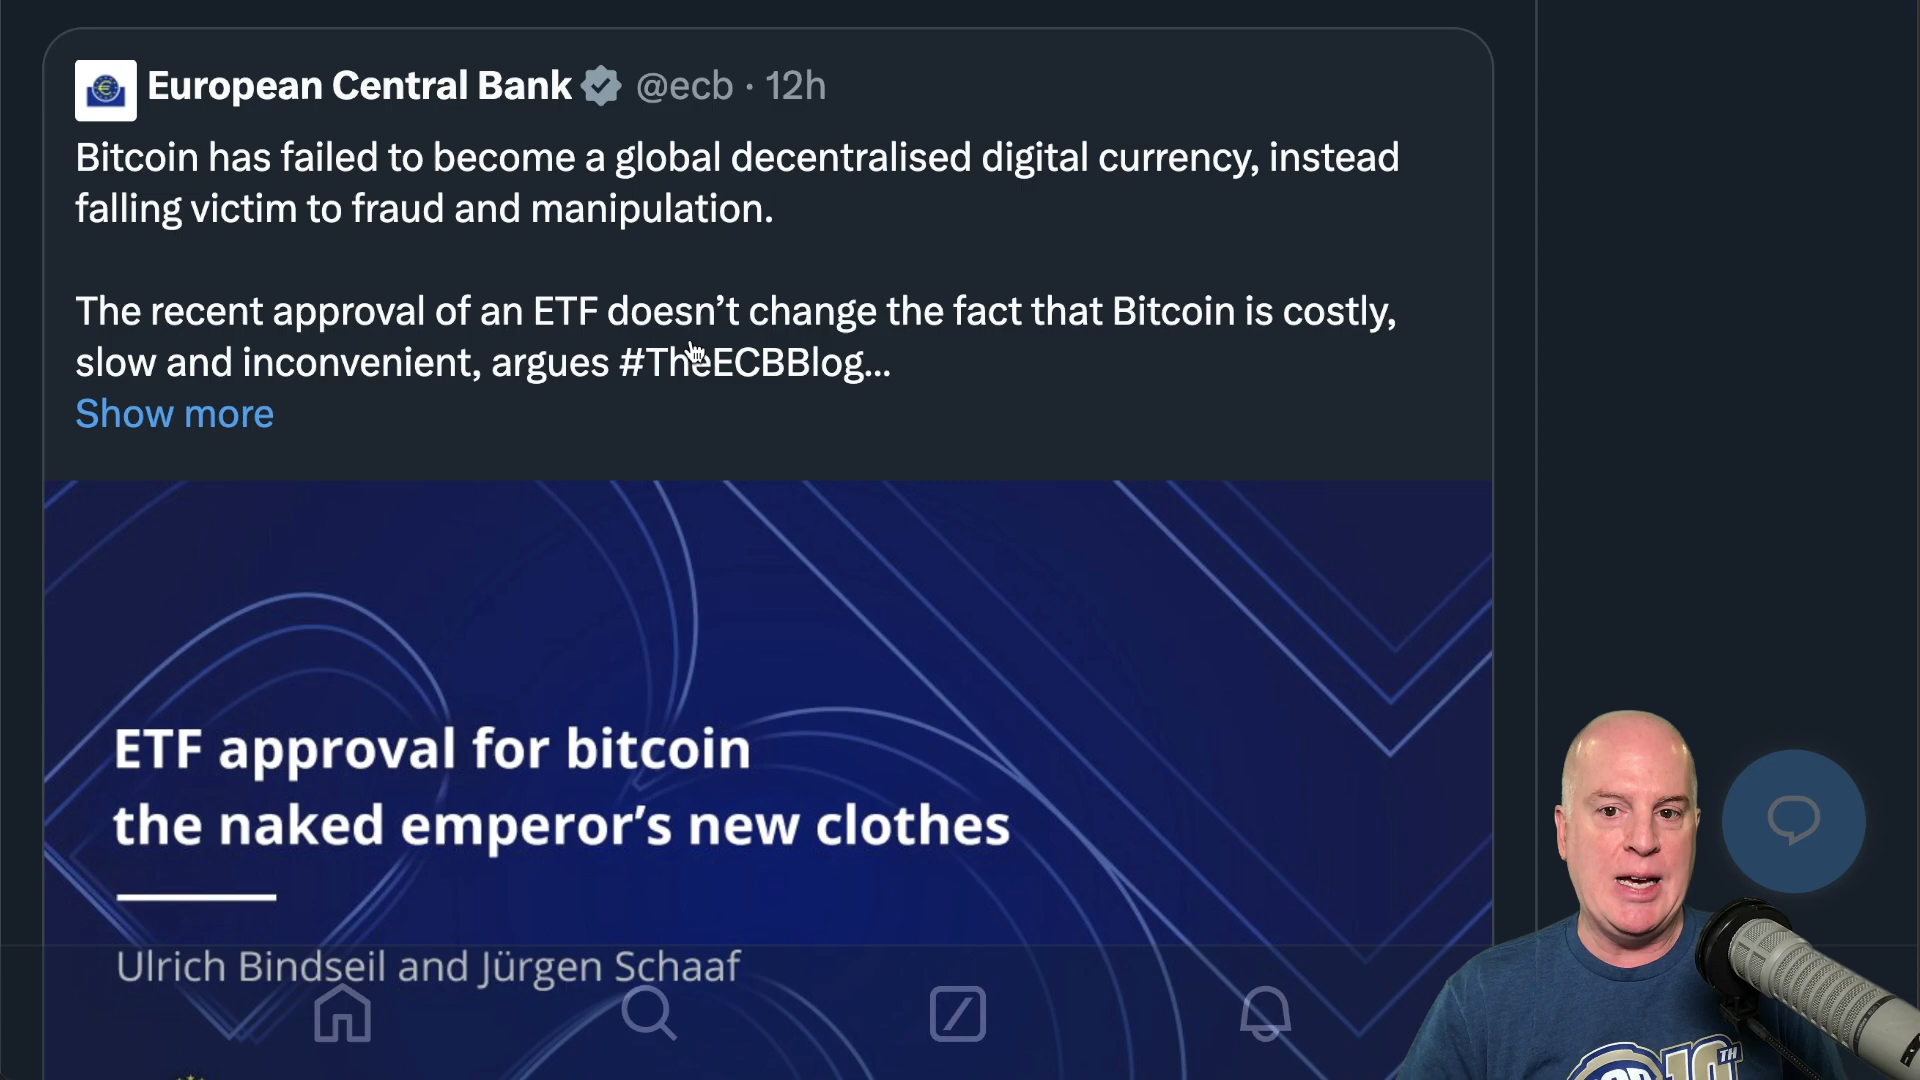 European Central Bank @ecb · 12h
Bitcoin has failed to become a global decentralised digital currency, instead
falling victim to fraud and manipulation.
The recent approval of an ETF doesn’t change the fact that Bitcoin is costly,
slow and inconvenient, argues #TheECBBlog...
Show more
ETF approval for bitcoin
the naked emperor’s new clothes
Ulrich Bindseil and Jürgen Schaaf
TH